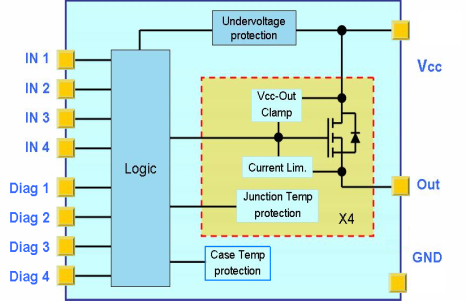 Undervoltage
protection
Vcc
IN 1
IN 2
IN 3
IN 4
Diag 1
Diag 2
Diag 3
Diag 4
Logic
Vcc-Out
Clamp
Current Lim.
Junction Temp
protection
X4
Case Temp
protection
Out
GND